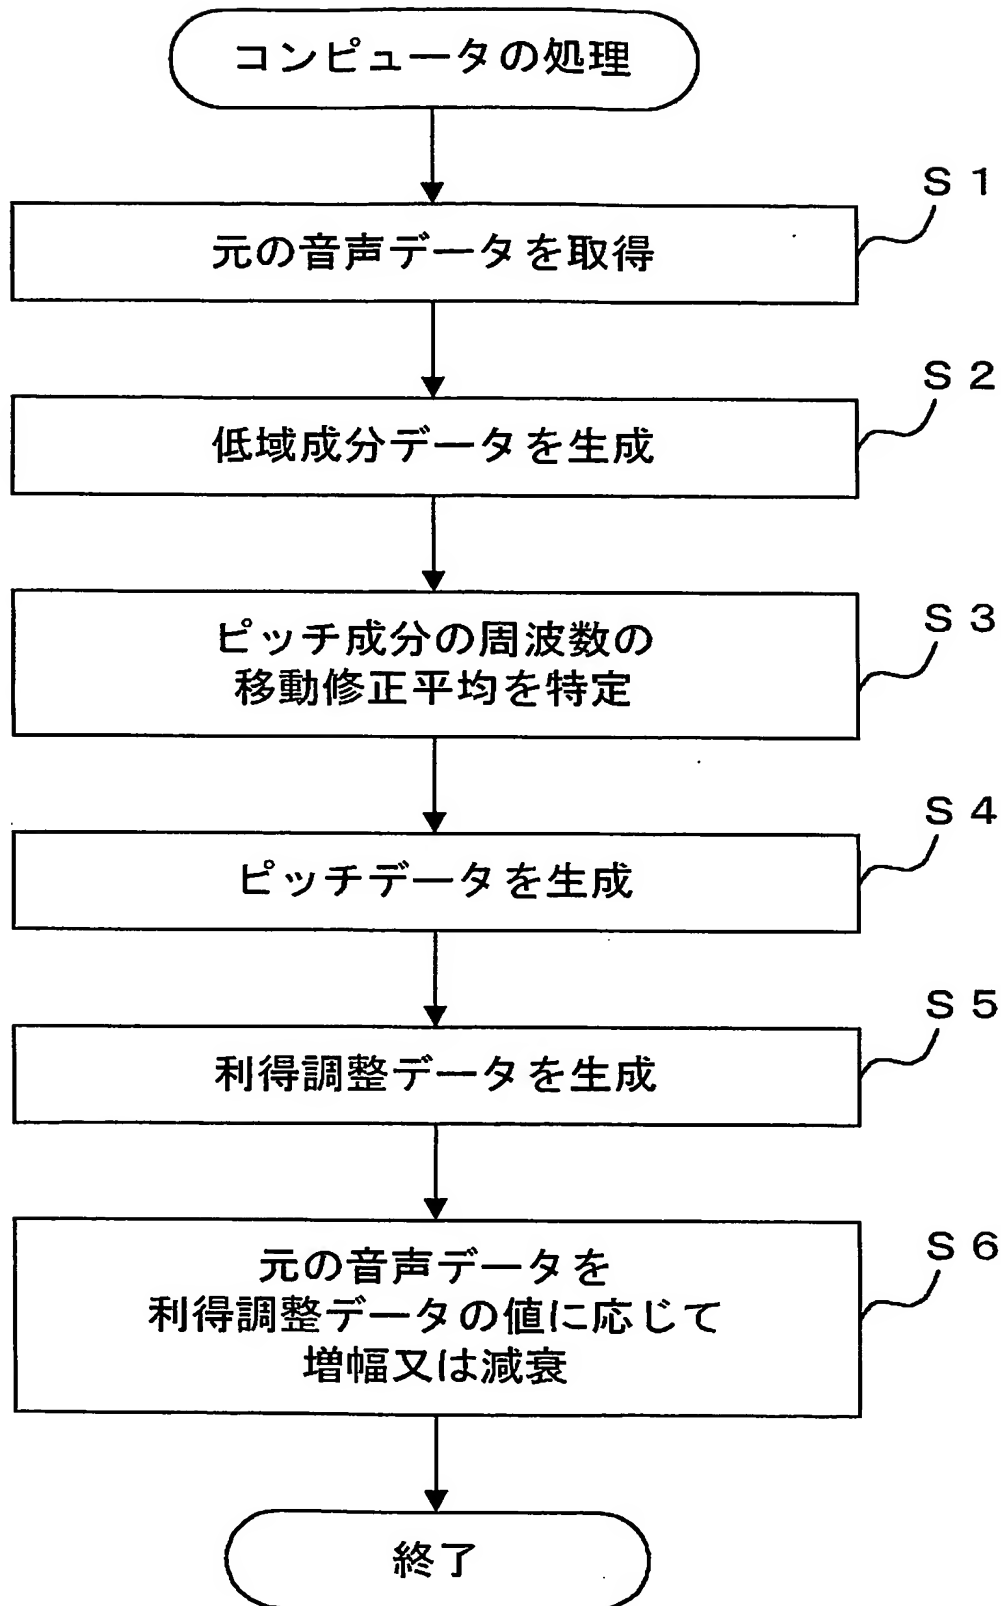 コンピュータの処理
S1
元の音声データを取得
S2
低域成分データを生成
S3
ピッチ成分の周波数の
移動修正平均を特定
S4
ピッチデータを生成
S5
利得調整データを生成
S6
元の音声データを
利得調整データの値に応じて
増幅又は減衰
終了